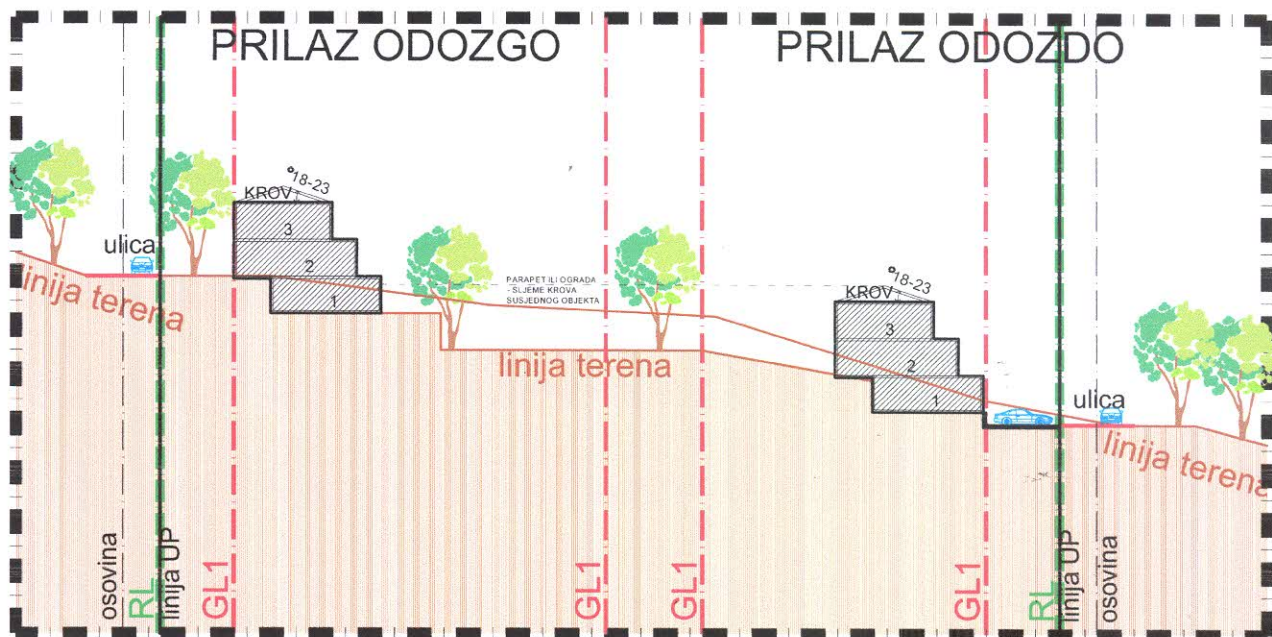 PRILAZ ODOZGO
PRILAZ ODOZDO
°18-23
KROV
3
2
1
ulica
linija terena
PARAPET ILI OGRADA
- SLJEME KROVA
SUSJEDNOG OBJEKTA
linija terena
°18-23
KROV
3
2
1
ulica
linija terena
osovina
RL
linija UP
GL1
GL1
GL1
GL1
RL
linija UP
osovina